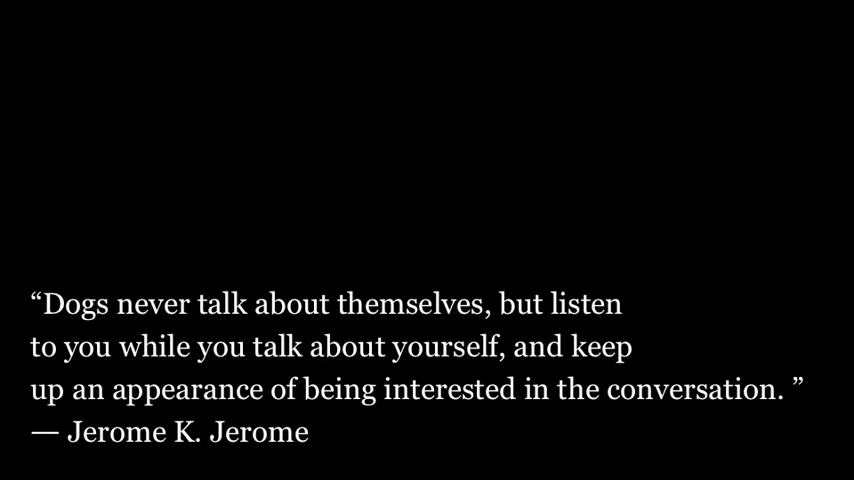 “Dogs never talk about themselves, but listen
to you while you talk about yourself, and keep
up an appearance of being interested in the conversation. ”
— Jerome K. Jerome